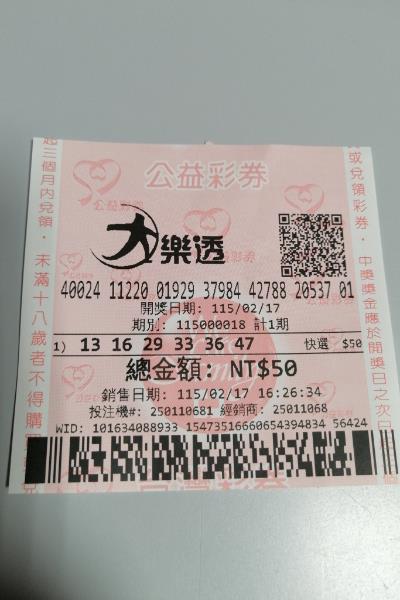 公益彩券
大樂透
40024 11220 01929 37984 42788 20537 01
開獎日期: 115/02/17
期別: 115000018 計1期
1) 13 16 29 33 36 47 快選 $50
總金額: NT$50
銷售日期: 115/02/17 16:26:34
投注機#: 250110681 經銷商: 25011068
WID: 101634088933 15473516660654394834 56424
起三個月內兌領‧未滿十八歲者不得購
或兌領彩券‧中獎獎金應於開獎日之次日